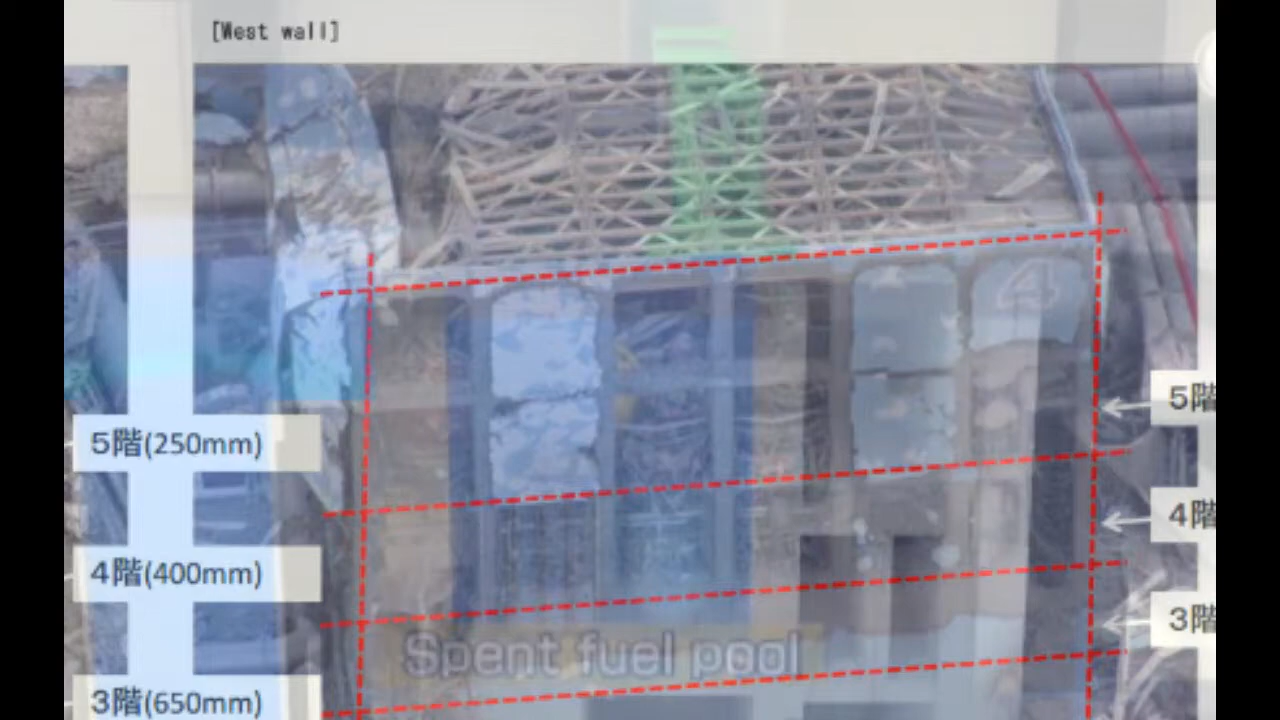 [West wall]
4
5階
5階(250mm)
4階
4階(400mm)
3階
Spent fuel pool
3階(650mm)